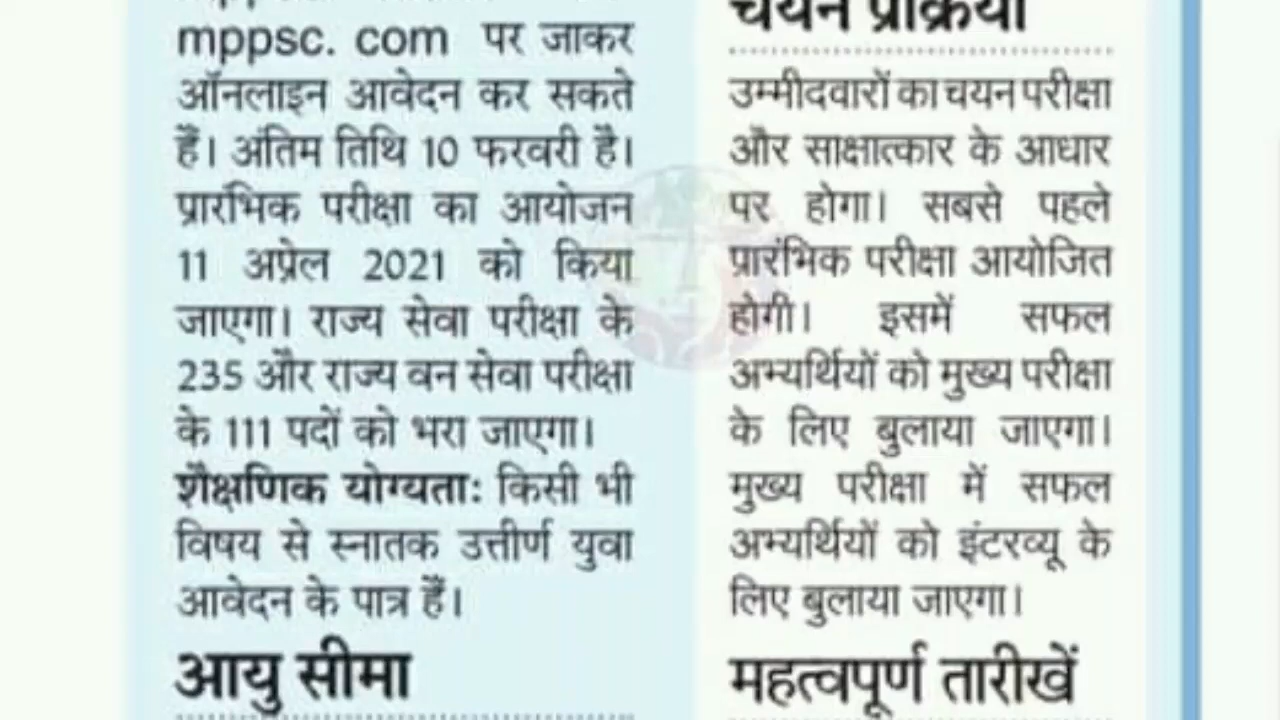 mppsc. com पर जाकर
ऑनलाइन आवेदन कर सकते
हैं। अंतिम तिथि 10 फरवरी है।
प्रारंभिक परीक्षा का आयोजन
11 अप्रेल 2021 को किया
जाएगा। राज्य सेवा परीक्षा के
235 और राज्य वन सेवा परीक्षा
के 111 पदों को भरा जाएगा।
शैक्षणिक योग्यताः किसी भी
विषय से स्नातक उत्तीर्ण युवा
आवेदन के पात्र हैं।
आयु सीमा
चयन प्रक्रिया
उम्मीदवारों का चयन परीक्षा
और साक्षात्कार के आधार
पर होगा। सबसे पहले
प्रारंभिक परीक्षा आयोजित
होगी। इसमें सफल
अभ्यर्थियों को मुख्य परीक्षा
के लिए बुलाया जाएगा।
मुख्य परीक्षा में सफल
अभ्यर्थियों को इंटरव्यू के
लिए बुलाया जाएगा।
महत्वपूर्ण तारीखें